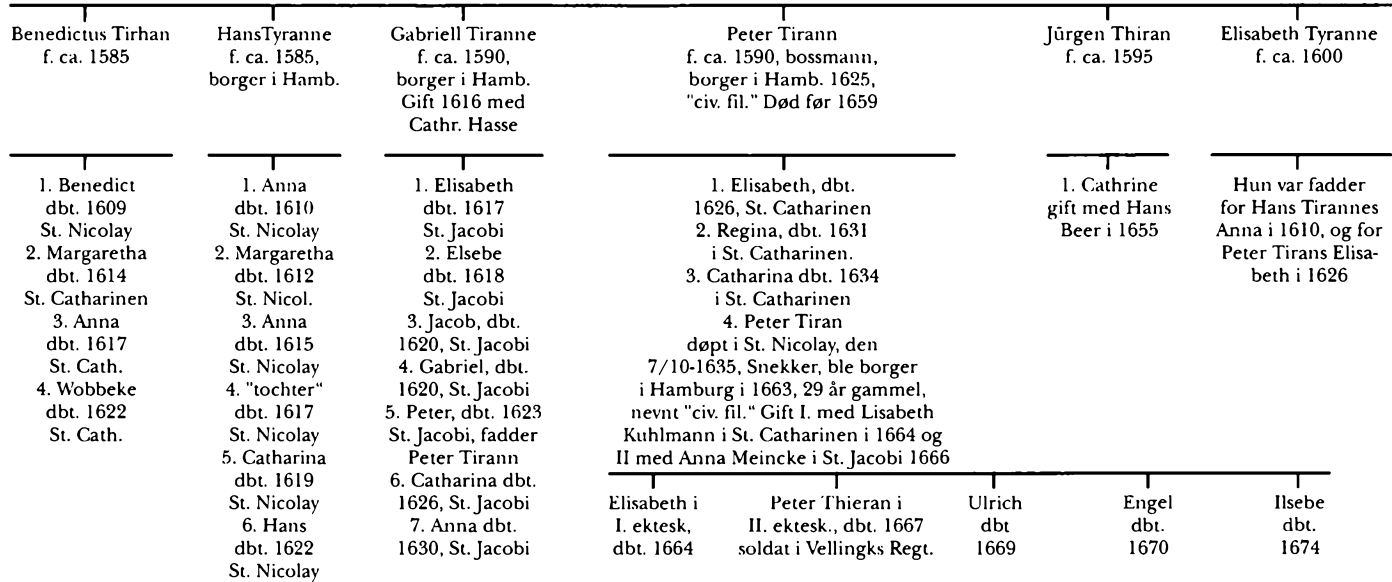 Benedictus Tirhan
f. ca. 1585
HansTyranne
f. ca. 1585,
borger i Hamb.
Gabriell Tiranne
f. ca. 1590,
borger i Hamb.
Gift 1616 med
Cathr. Hasse
Peter Tirann
f. ca. 1590, bossmann,
borger i Hamb. 1625,
"civ. fil." Død før 1659
Jürgen Thiran
f. ca. 1595
Elisabeth Tyranne
f. ca. 1600
1. Benedict
dbt. 1609
St. Nicolay
2. Margaretha
dbt. 1614
St. Catharinen
3. Anna
dbt. 1617
St. Cath.
4. Wobbeke
dbt. 1622
St. Cath.
1. Anna
dbt. 1610
St. Nicolay
2. Margaretha
dbt. 1612
St. Nicol.
3. Anna
dbt. 1615
St. Nicolay
4. "tochter"
dbt. 1617
St. Nicolay
5. Catharina
dbt. 1619
St. Nicolay
6. Hans
dbt. 1622
St. Nicolay
1. Elisabeth
dbt. 1617
St. Jacobi
2. Elsebe
dbt. 1618
St. Jacobi
3. Jacob, dbt.
1620, St. Jacobi
4. Gabriel, dbt.
1620, St. Jacobi
5. Peter, dbt. 1623
St. Jacobi, fadder
Peter Tirann
6. Catharina dbt.
1626, St. Jacobi
7. Anna dbt.
1630, St. Jacobi
1. Elisabeth, dbt.
1626, St. Catharinen
2. Regina, dbt. 1631
i St. Catharinen.
3. Catharina dbt. 1634
i St. Catharinen
4. Peter Tiran
døpt i St. Nicolay, den
7/10-1635, Snekker, ble borger
i Hamburg i 1663, 29 år gammel,
nevnt "civ. fil." Gift I. med Lisabeth
Kuhlmann i St. Catharinen i 1664 og
II med Anna Meincke i St. Jacobi 1666
1. Cathrine
gift med Hans
Beer i 1655
Hun var fadder
for Hans Tirannes
Anna i 1610, og for
Peter Tirans Elisa-
beth i 1626
Elisabeth i
I. ektesk,
dbt. 1664
Peter Thieran i
II. ektesk., dbt. 1667
soldat i Vellingks Regt.
Ulrich
dbt
1669
Engel
dbt.
1670
Ilsebe
dbt.
1674